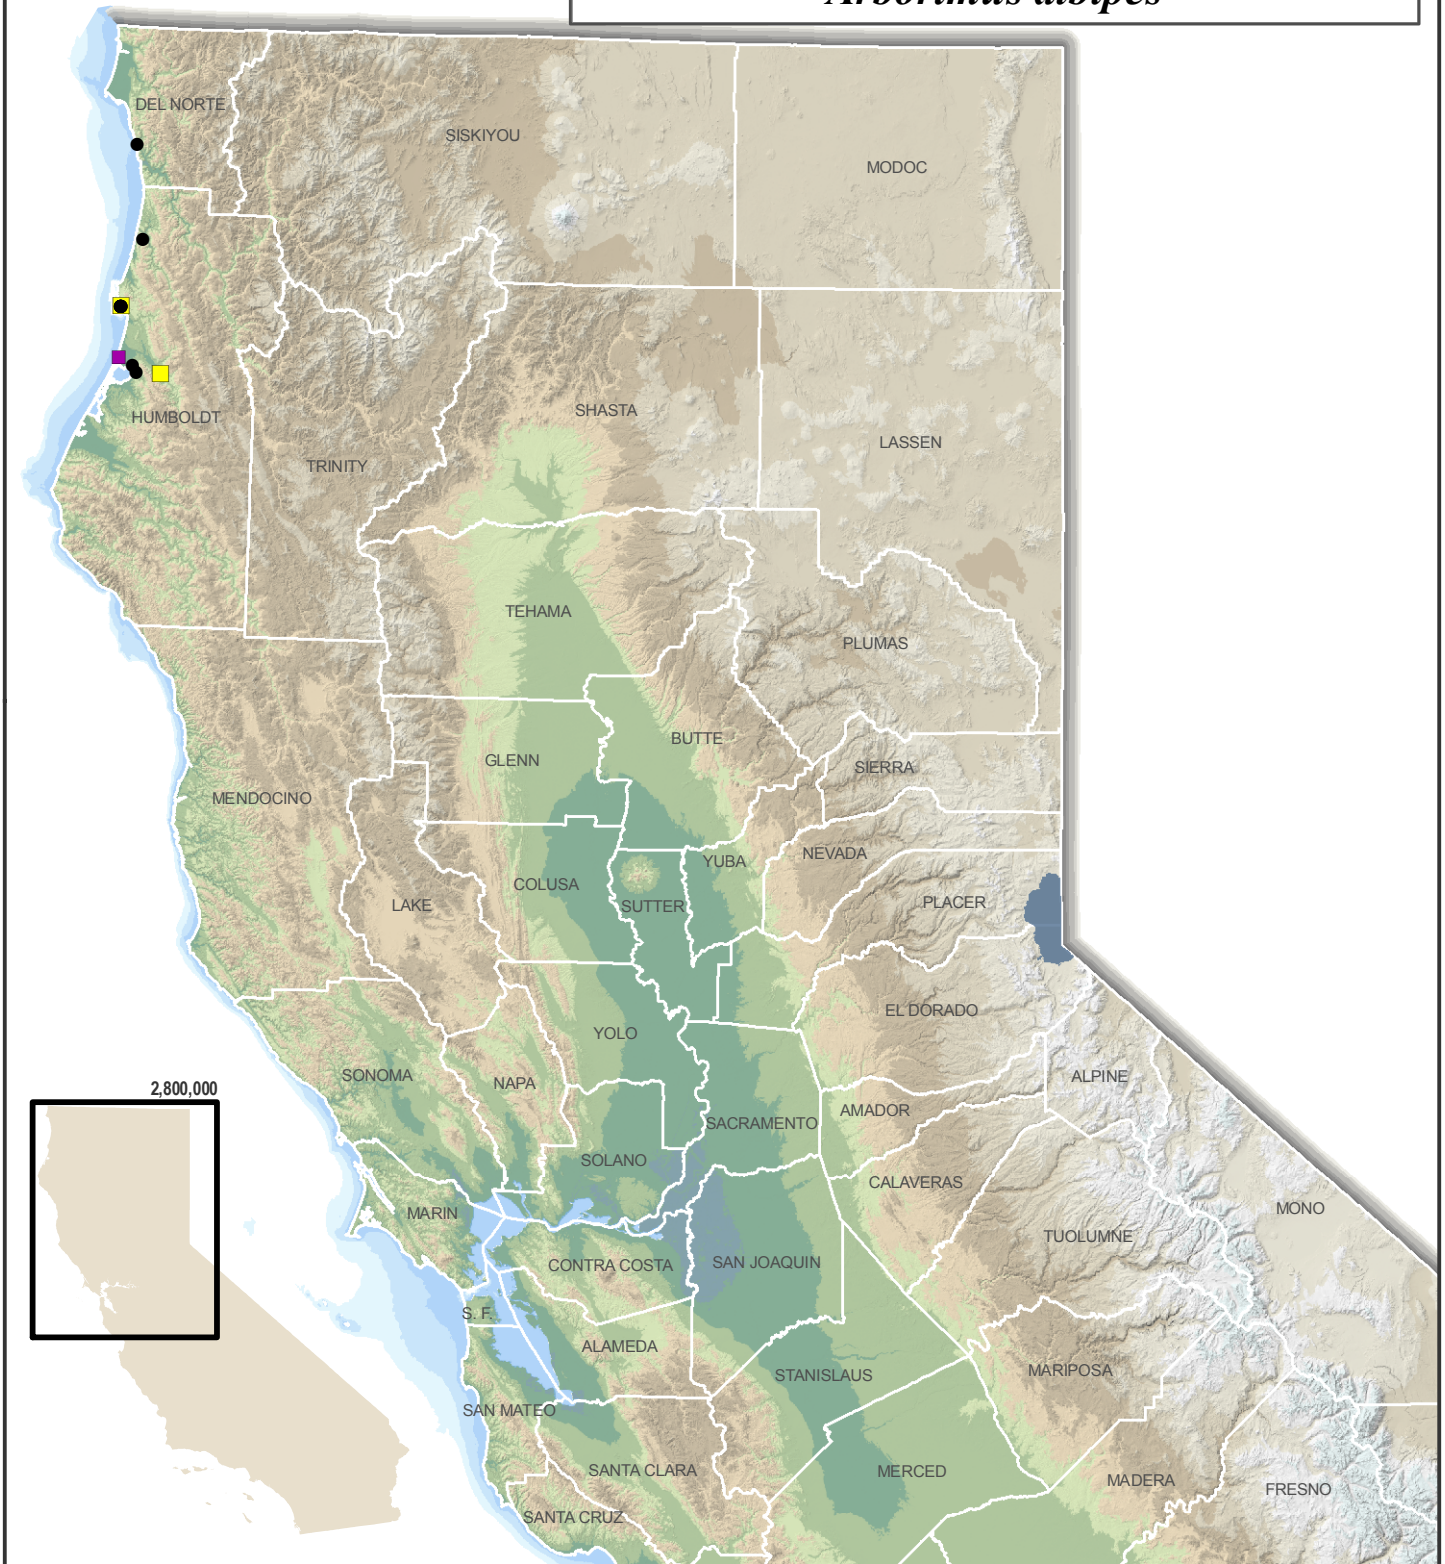 Arborimus albipes
DEL NORTE
SISKIYOU
MODOC
HUMBOLDT
TRINITY
SHASTA
LASSEN
TEHAMA
PLUMAS
BUTTE
GLENN
SIERRA
MENDOCINO
NEVADA
YUBA
COLUSA
LAKE
SUTTER
PLACER
EL DORADO
YOLO
SONOMA
NAPA
ALPINE
2,800,000
AMADOR
SACRAMENTO
SOLANO
CALAVERAS
MARIN
MONO
TUOLUMNE
CONTRA COSTA
SAN JOAQUIN
S. F.
ALAMEDA
STANISLAUS
MARIPOSA
SAN MATEO
SANTA CLARA
MERCED
MADERA
FRESNO
SANTA CRUZ